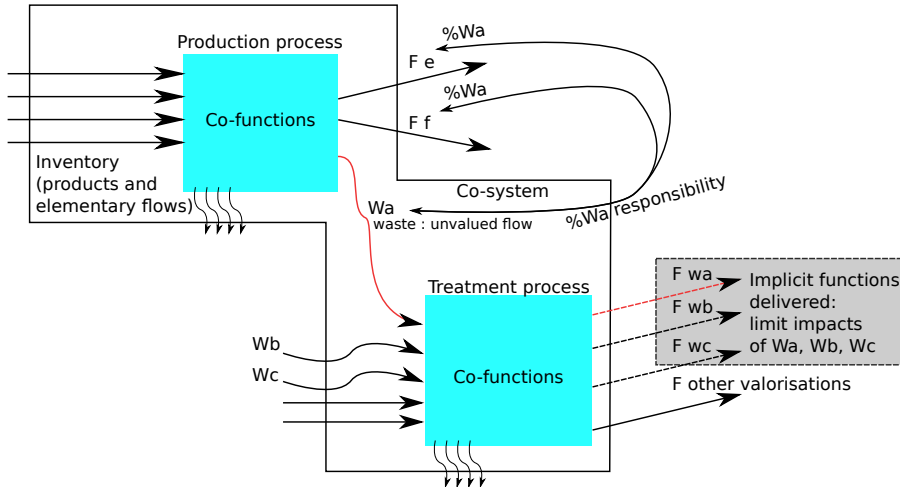 %Wa
Production process
F e
%Wa
Co-functions
F f
Inventory
(products and
elementary flows)
Co-system
Wa
waste : unvalued flow
%Wa responsibility
Treatment process
F wa
Implicit functions
delivered:
limit impacts
of Wa, Wb, Wc
F wb
F wc
Wb
Wc
Co-functions
F other valorisations